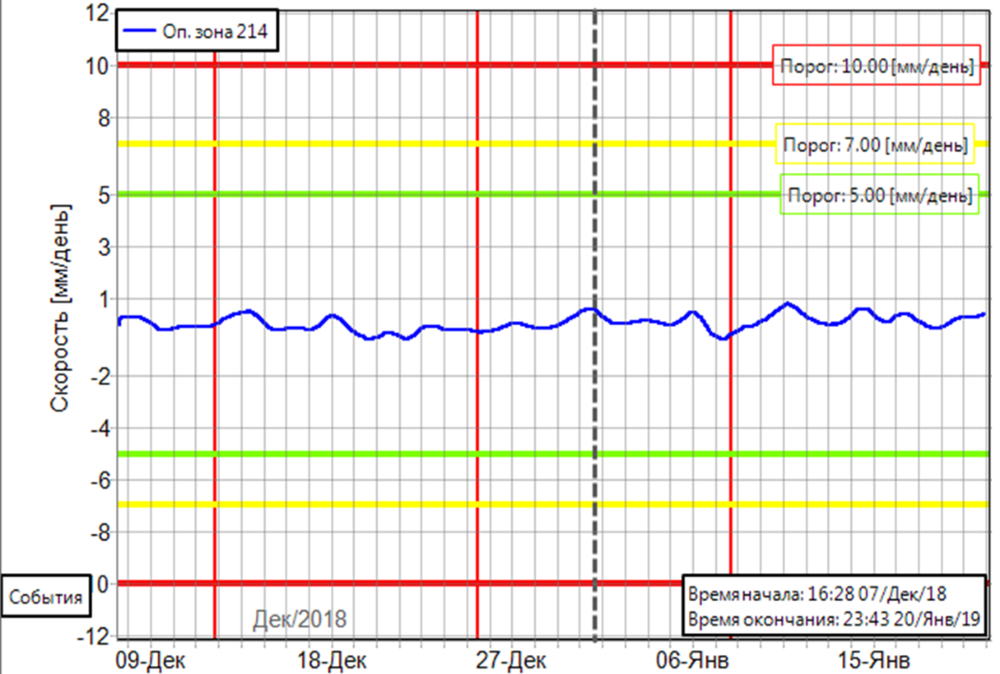 12
Оп. зона 214
10
Порог: 10.00 [мм/день]
8
Порог: 7.00 [мм/день]
5
Порог: 5.00 [мм/день]
3
1
Скорость [мм/день]
-2
-4
-6
-8
0
События
Время начала: 16:28 07/Дек/18
Время окончания: 23:43 20/Янв/19
Дек/2018
-12
09-Дек 18-Дек 27-Дек 06-Янв 15-Янв